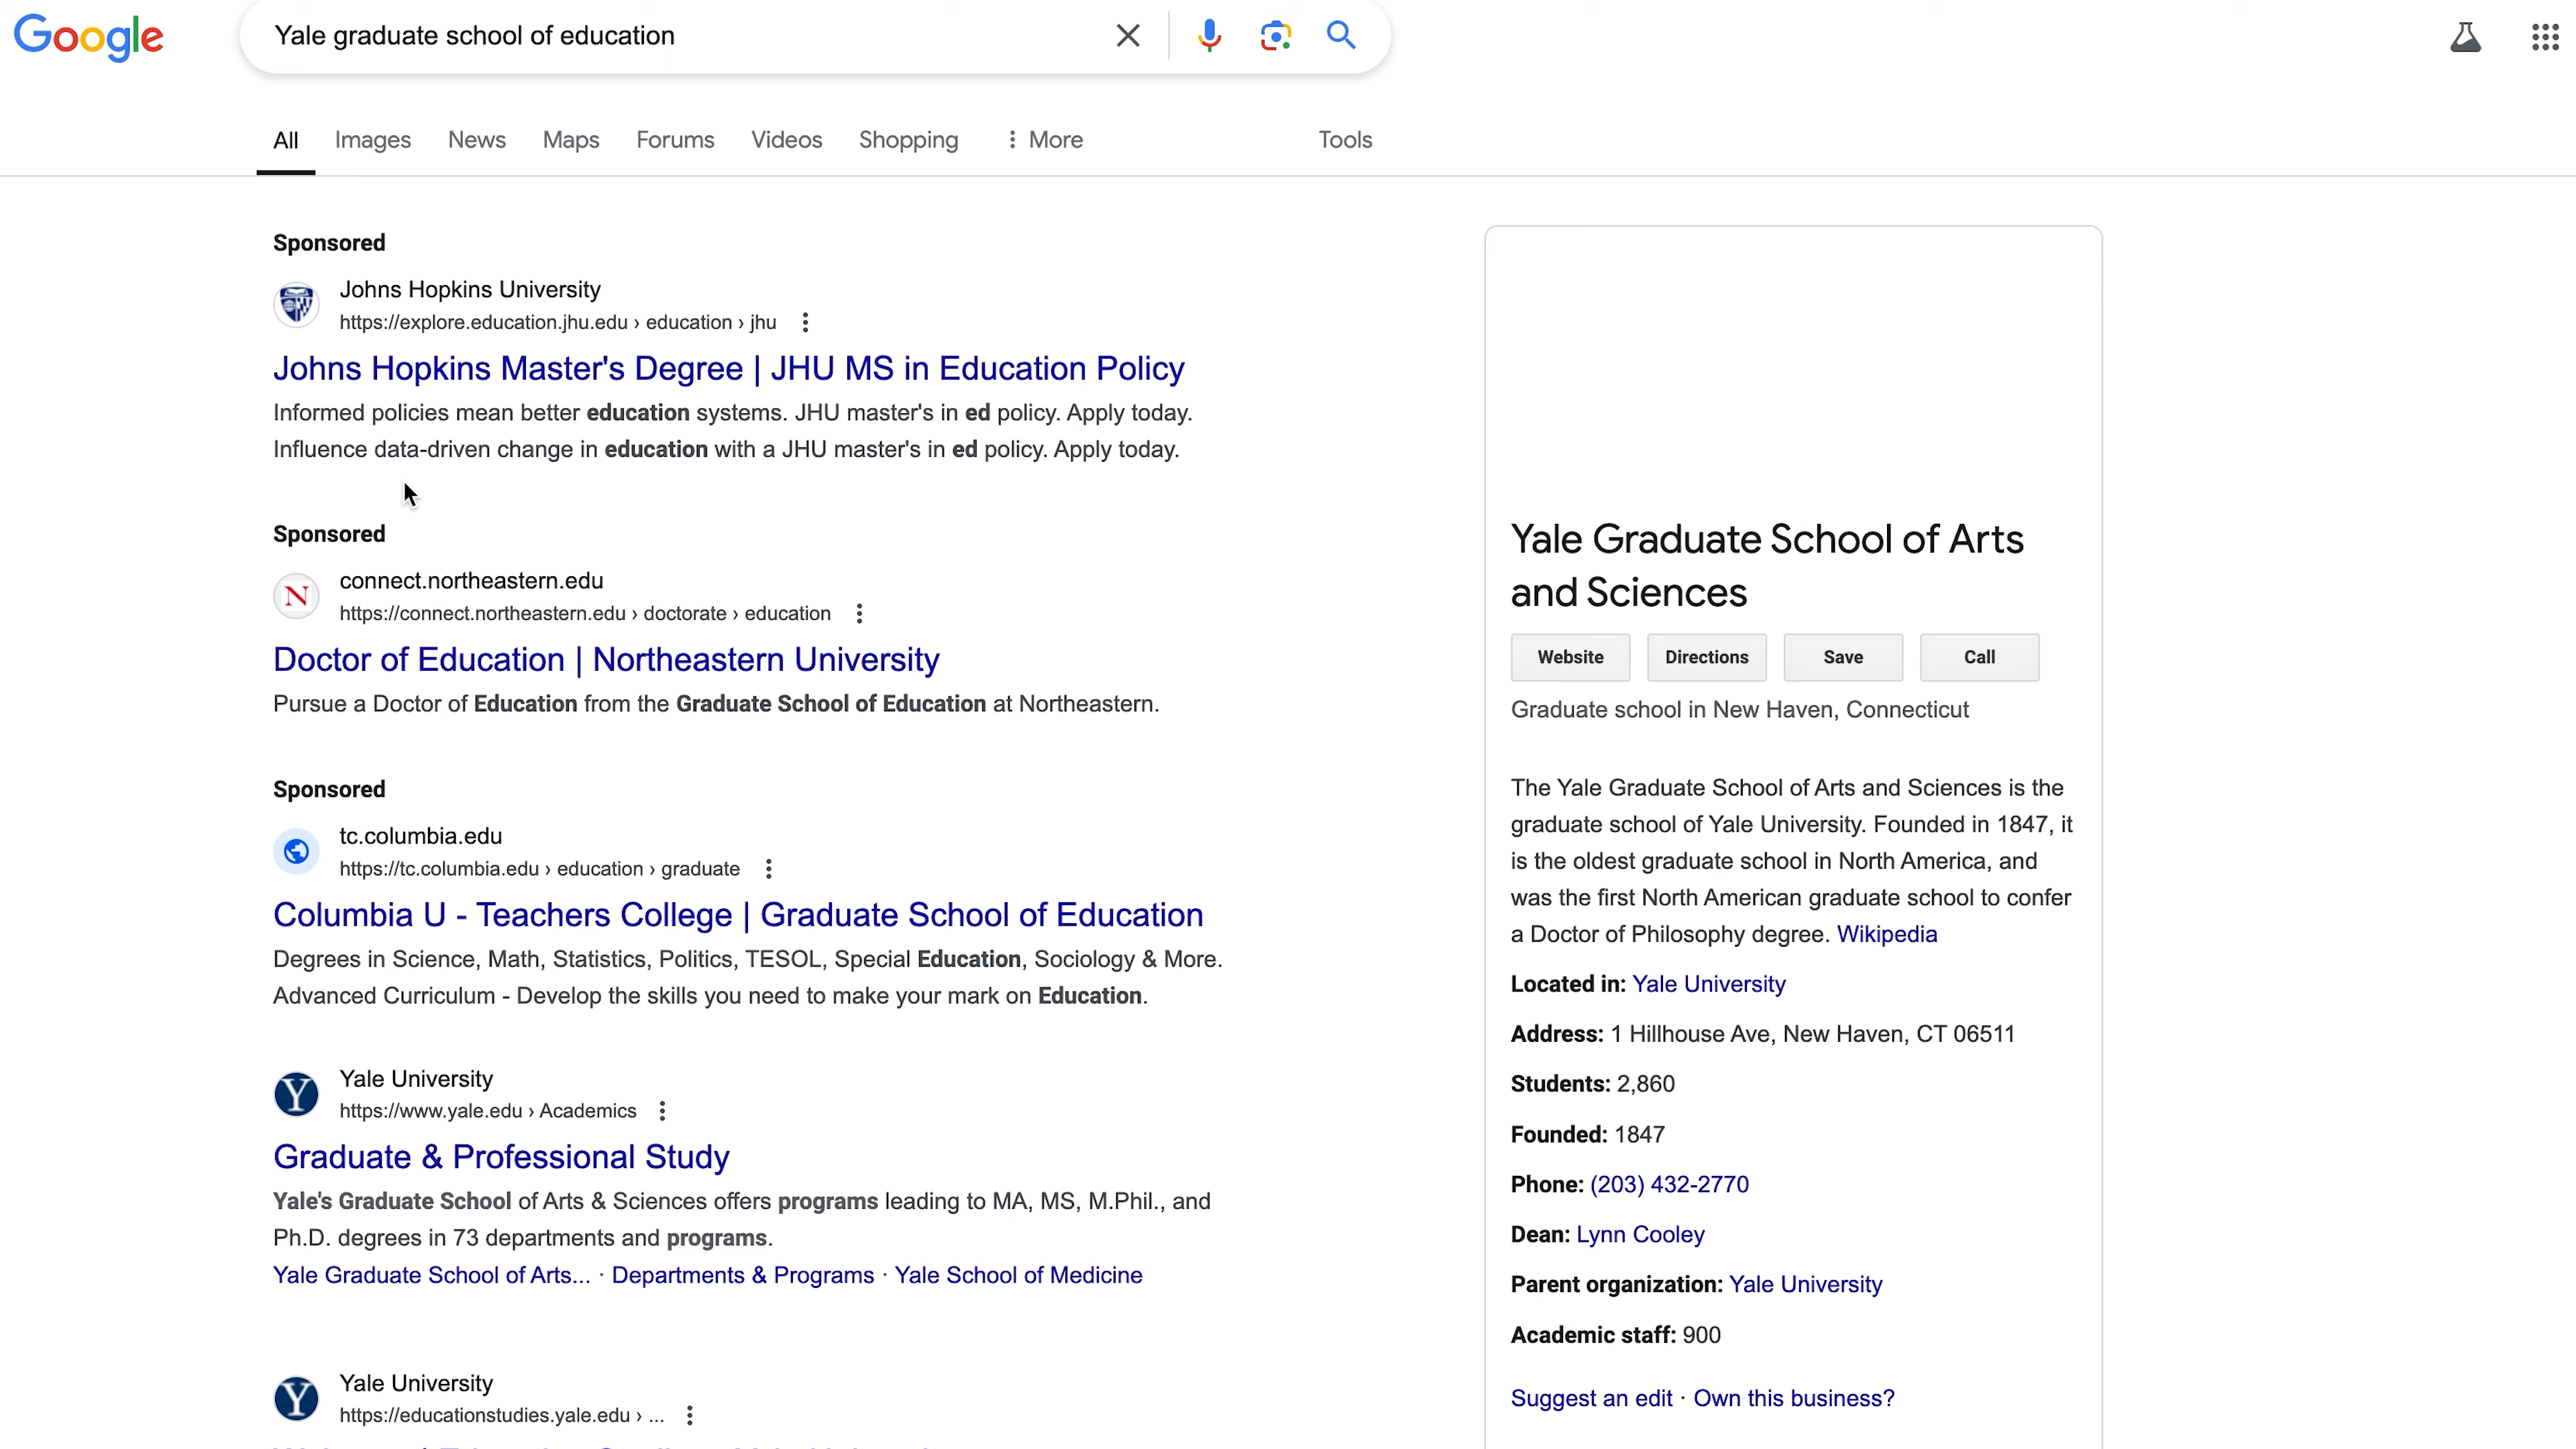 Google
Yale graduate school of education
All
Images
News
Maps
Forums
Videos
Shopping
More
Tools
Sponsored
Johns Hopkins University
https://explore.education.jhu.edu › education › jhu
Johns Hopkins Master's Degree | JHU MS in Education Policy
Informed policies mean better education systems. JHU master's in ed policy. Apply today.
Influence data-driven change in education with a JHU master's in ed policy. Apply today.
Sponsored
N
connect.northeastern.edu
https://connect.northeastern.edu › doctorate › education
Doctor of Education | Northeastern University
Pursue a Doctor of Education from the Graduate School of Education at Northeastern.
Sponsored
tc.columbia.edu
https://tc.columbia.edu › education › graduate
Columbia U - Teachers College | Graduate School of Education
Degrees in Science, Math, Statistics, Politics, TESOL, Special Education, Sociology & More.
Advanced Curriculum - Develop the skills you need to make your mark on Education.
Y
Yale University
https://www.yale.edu › Academics
Graduate & Professional Study
Yale's Graduate School of Arts & Sciences offers programs leading to MA, MS, M.Phil., and
Ph.D. degrees in 73 departments and programs.
Yale Graduate School of Arts... · Departments & Programs · Yale School of Medicine
Y
Yale University
https://educationstudies.yale.edu › ...
Yale Graduate School of Arts
and Sciences
Website
Directions
Save
Call
Graduate school in New Haven, Connecticut
The Yale Graduate School of Arts and Sciences is the
graduate school of Yale University. Founded in 1847, it
is the oldest graduate school in North America, and
was the first North American graduate school to confer
a Doctor of Philosophy degree. Wikipedia
Located in: Yale University
Address: 1 Hillhouse Ave, New Haven, CT 06511
Students: 2,860
Founded: 1847
Phone: (203) 432-2770
Dean: Lynn Cooley
Parent organization: Yale University
Academic staff: 900
Suggest an edit · Own this business?